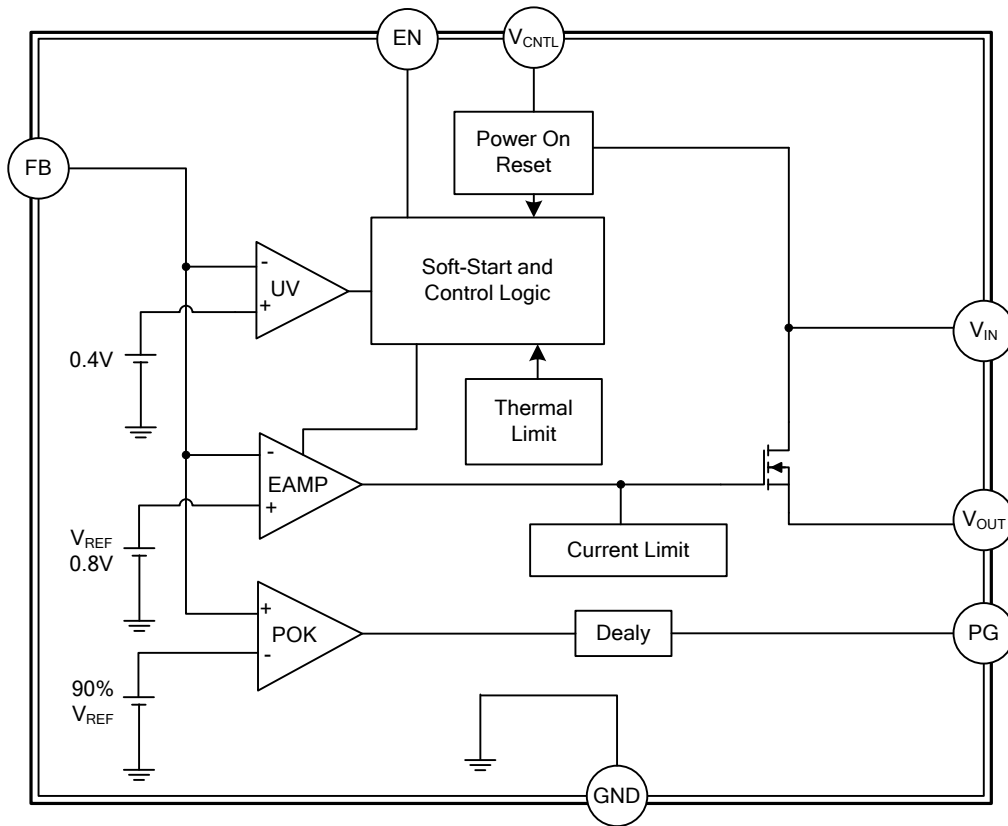 EN
VCNTL
Power On
Reset
FB
-
UV
+
Soft-Start and
Control Logic
VIN
0.4V
Thermal
Limit
-
EAMP
+
VREF
0.8V
Current Limit
VOUT
+
POK
-
Dealy
PG
90%
VREF
GND